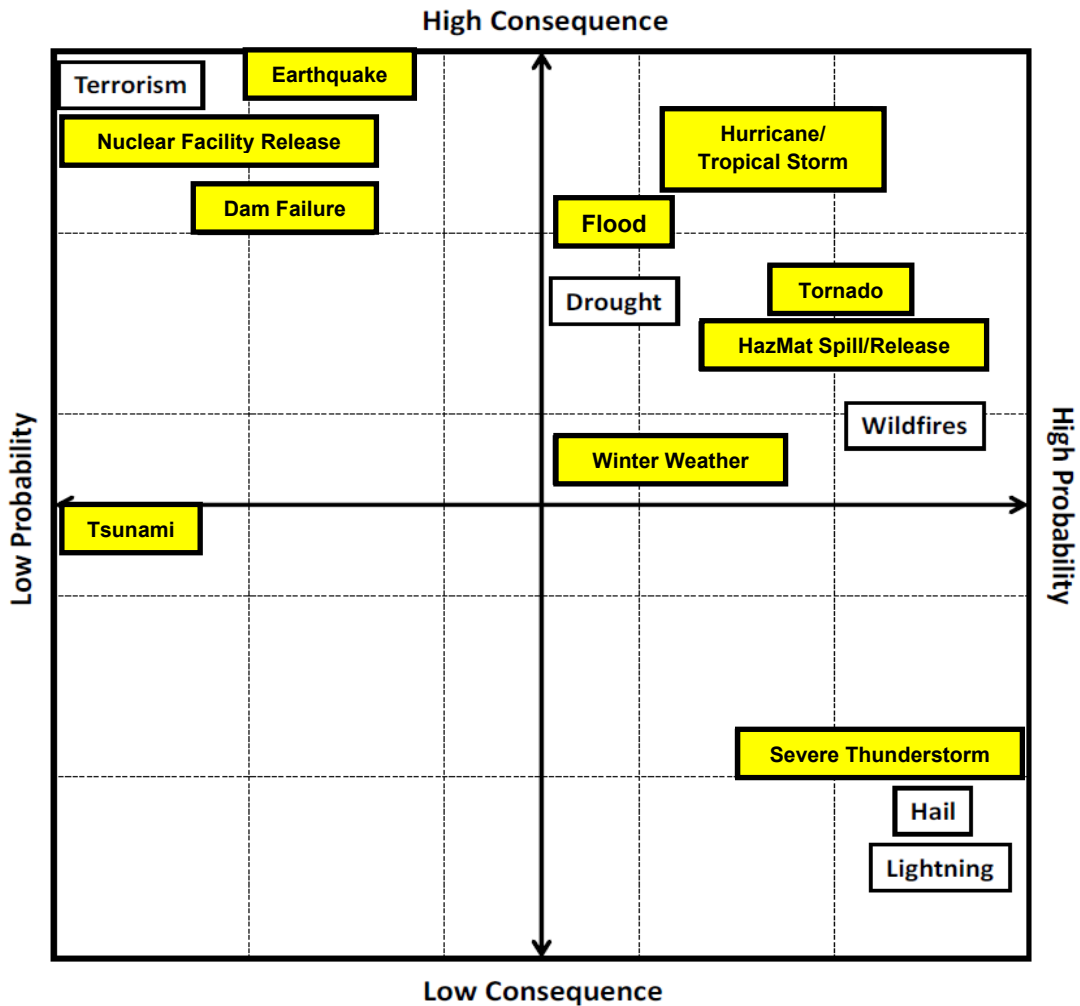 High Consequence
Terrorism
Earthquake
Nuclear Facility Release
Hurricane/
Tropical Storm
Dam Failure
Flood
Drought
Tornado
HazMat Spill/Release
Wildfires
Winter Weather
Low Probability
High Probability
Tsunami
Severe Thunderstorm
Hail
Lightning
Low Consequence